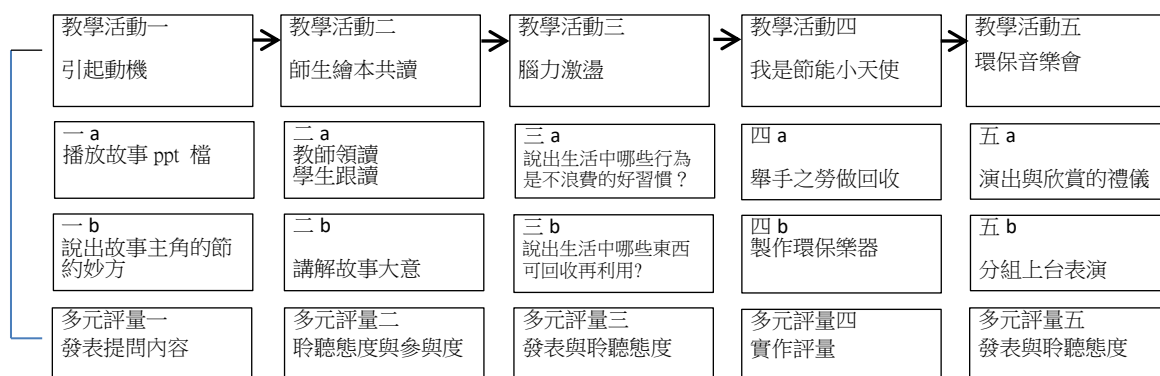 教學活動一
引起動機
教學活動二
師生繪本共讀
教學活動三
腦力激盪
教學活動四
我是節能小天使
教學活動五
環保音樂會
一 a
播放故事 ppt 檔
二 a
教師領讀
學生跟讀
三 a
說出生活中哪些行為
是不浪費的好習慣？
四 a
舉手之勞做回收
五 a
演出與欣賞的禮儀
一 b
說出故事主角的節
約妙方
二 b
講解故事大意
三 b
說出生活中哪些東西
可回收再利用?
四 b
製作環保樂器
五 b
分組上台表演
多元評量一
發表提問內容
多元評量二
聆聽態度與參與度
多元評量三
發表與聆聽態度
多元評量四
實作評量
多元評量五
發表與聆聽態度